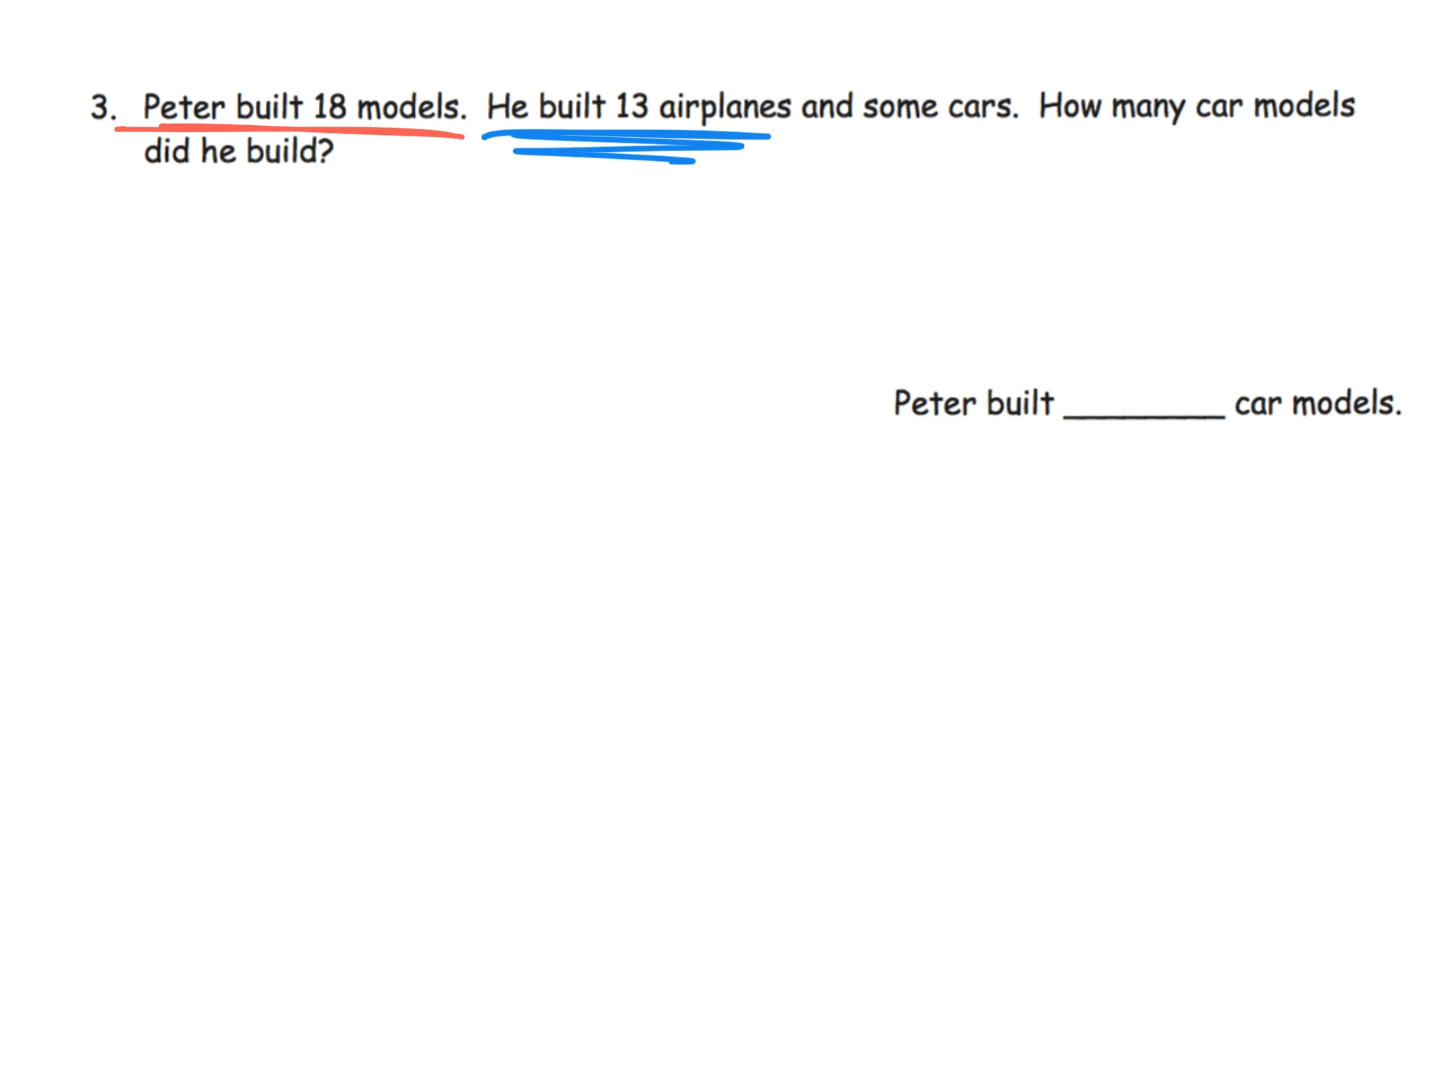 3. Peter built 18 models. He built 13 airplanes and some cars. How many car models
did he build?
Peter built ________ car models.